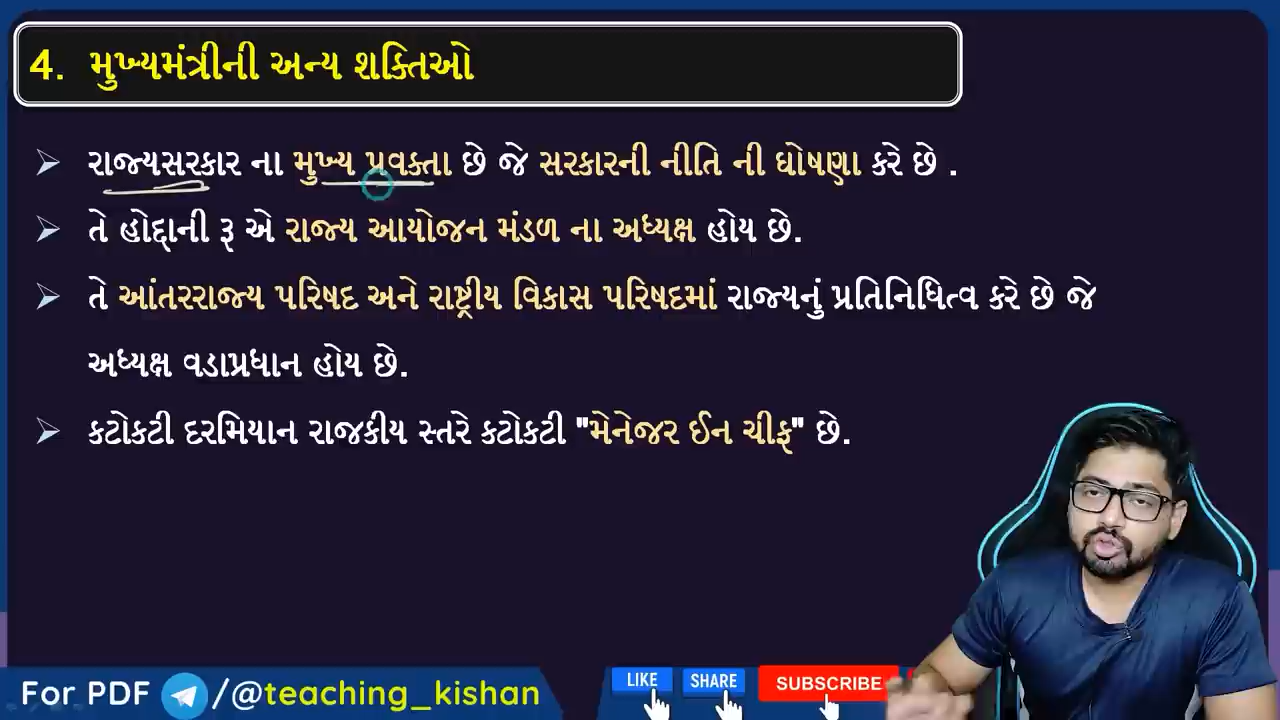 4. મુખ્યમંત્રીની અન્ય શક્તિઓ
રાજ્યસરકાર ના મુખ્ય પ્રવક્તા છે જે સરકારની નીતિ ની ઘોષણા કરે છે .
તે હોદ્દાની રૂ એ રાજ્ય આયોજન મંડળ ના અધ્યક્ષ હોય છે.
તે આંતરરાજ્ય પરિષદ અને રાષ્ટ્રીય વિકાસ પરિષદમાં રાજ્યનું પ્રતિનિધિત્વ કરે છે જે
અધ્યક્ષ વડાપ્રધાન હોય છે.
કટોકટી દરમિયાન રાજકીય સ્તરે કટોકટી "મેનેજર ઈન ચીફ" છે.
For PDF /@teaching_kishan
LIKE SHARE SUBSCRIBE